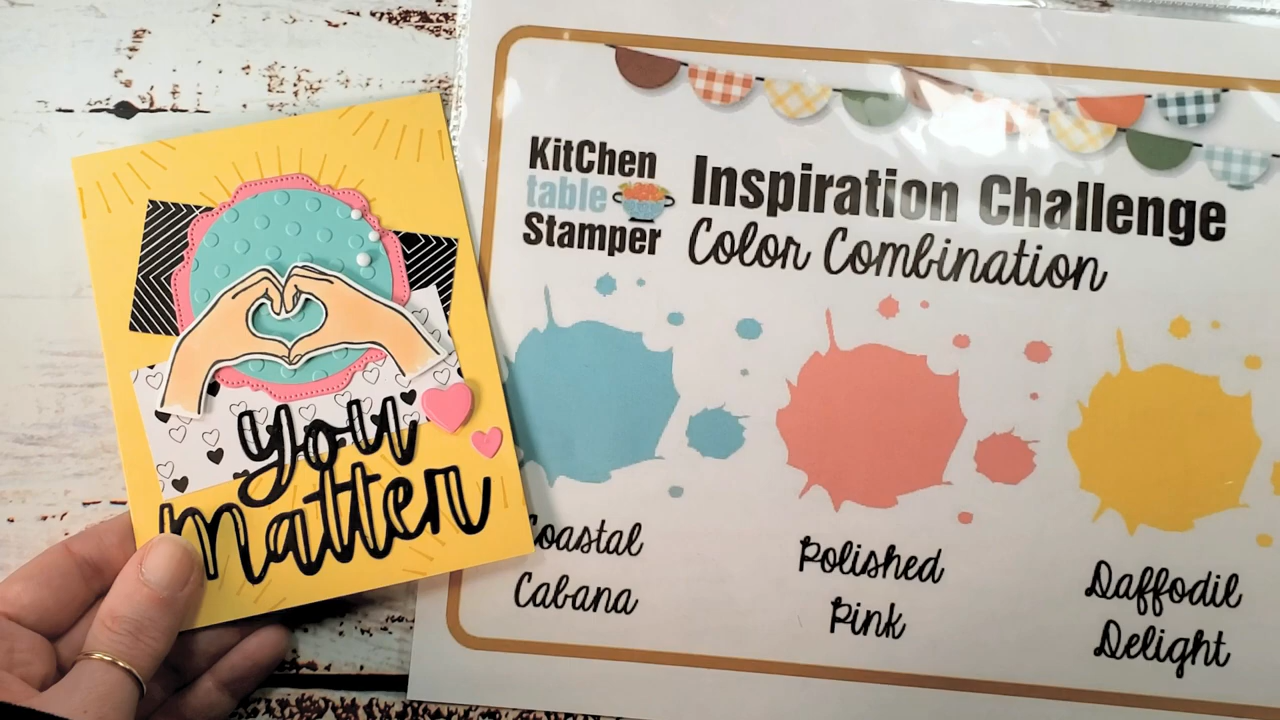 you
matter
KitChen
table
Stamper
Inspiration Challenge
Color Combination
Coastal
Cabana
Polished
Pink
Daffodil
Delight